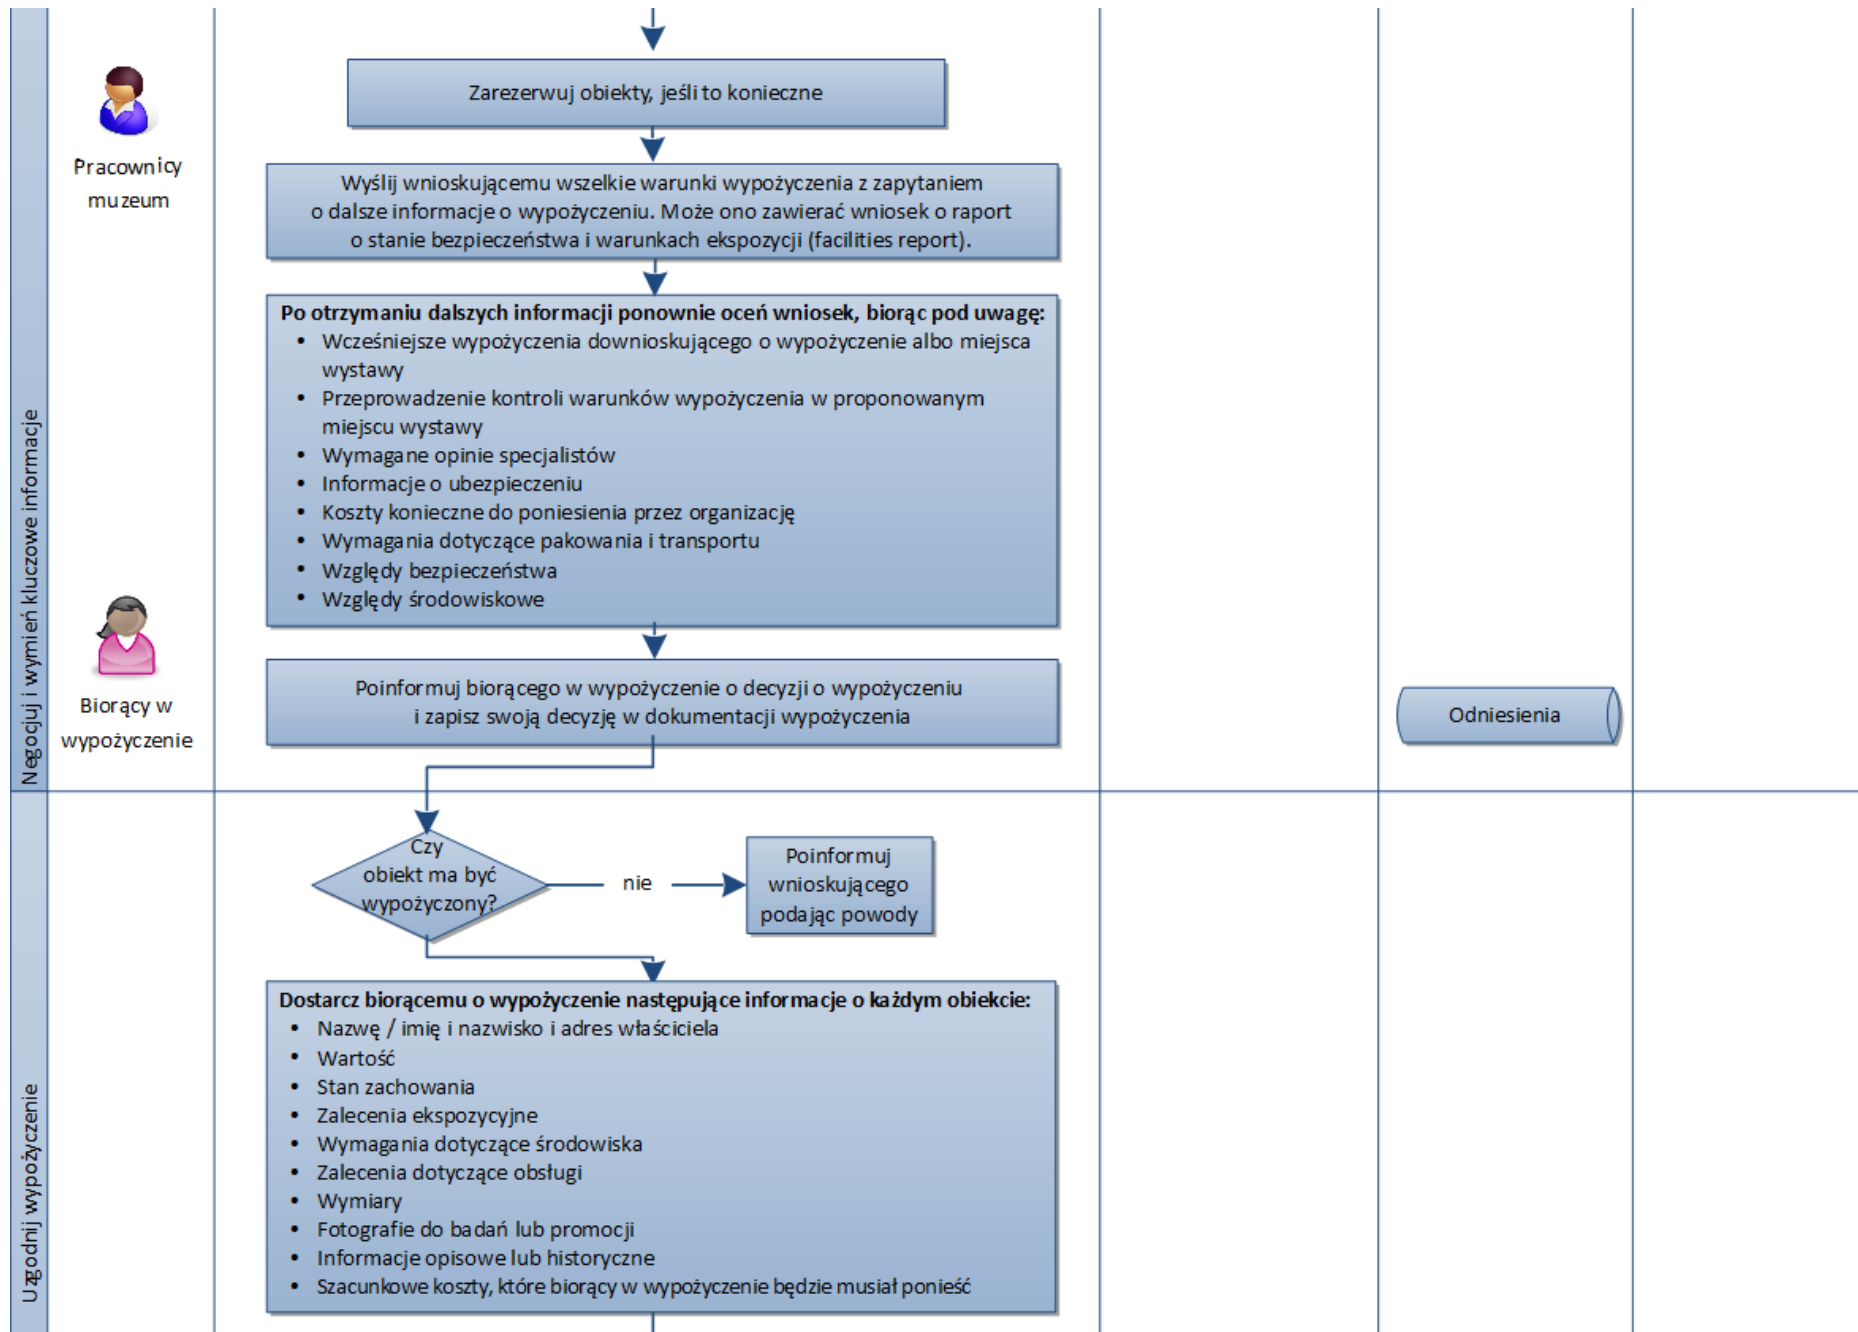 Negocjuj i wymień kluczowe informacje
Pracownicy
muzeum
Biorący w
wypożyczenie
Zarezerwuj obiekty, jeśli to konieczne
Wyślij wnioskującemu wszelkie warunki wypożyczenia z zapytaniem
o dalsze informacje o wypożyczeniu. Może ono zawierać wniosek o raport
o stanie bezpieczeństwa i warunkach ekspozycji (facilities report).
Po otrzymaniu dalszych informacji ponownie oceń wniosek, biorąc pod uwagę:
• Wcześniejsze wypożyczenia downioskującego o wypożyczenie albo miejsca
wystawy
• Przeprowadzenie kontroli warunków wypożyczenia w proponowanym
miejscu wystawy
• Wymagane opinie specjalistów
• Informacje o ubezpieczeniu
• Koszty konieczne do poniesienia przez organizację
• Wymagania dotyczące pakowania i transportu
• Względy bezpieczeństwa
• Względy środowiskowe
Poinformuj biorącego w wypożyczenie o decyzji o wypożyczeniu
i zapisz swoją decyzję w dokumentacji wypożyczenia
Odniesienia
Uzgodnij wypożyczenie
Czy
obiekt ma być
wypożyczony?
nie
Poinformuj
wnioskującego
podając powody
Dostarcz biorącemu o wypożyczenie następujące informacje o każdym obiekcie:
• Nazwę / imię i nazwisko i adres właściciela
• Wartość
• Stan zachowania
• Zalecenia ekspozycyjne
• Wymagania dotyczące środowiska
• Zalecenia dotyczące obsługi
• Wymiary
• Fotografie do badań lub promocji
• Informacje opisowe lub historyczne
• Szacunkowe koszty, które biorący w wypożyczenie będzie musiał ponieść